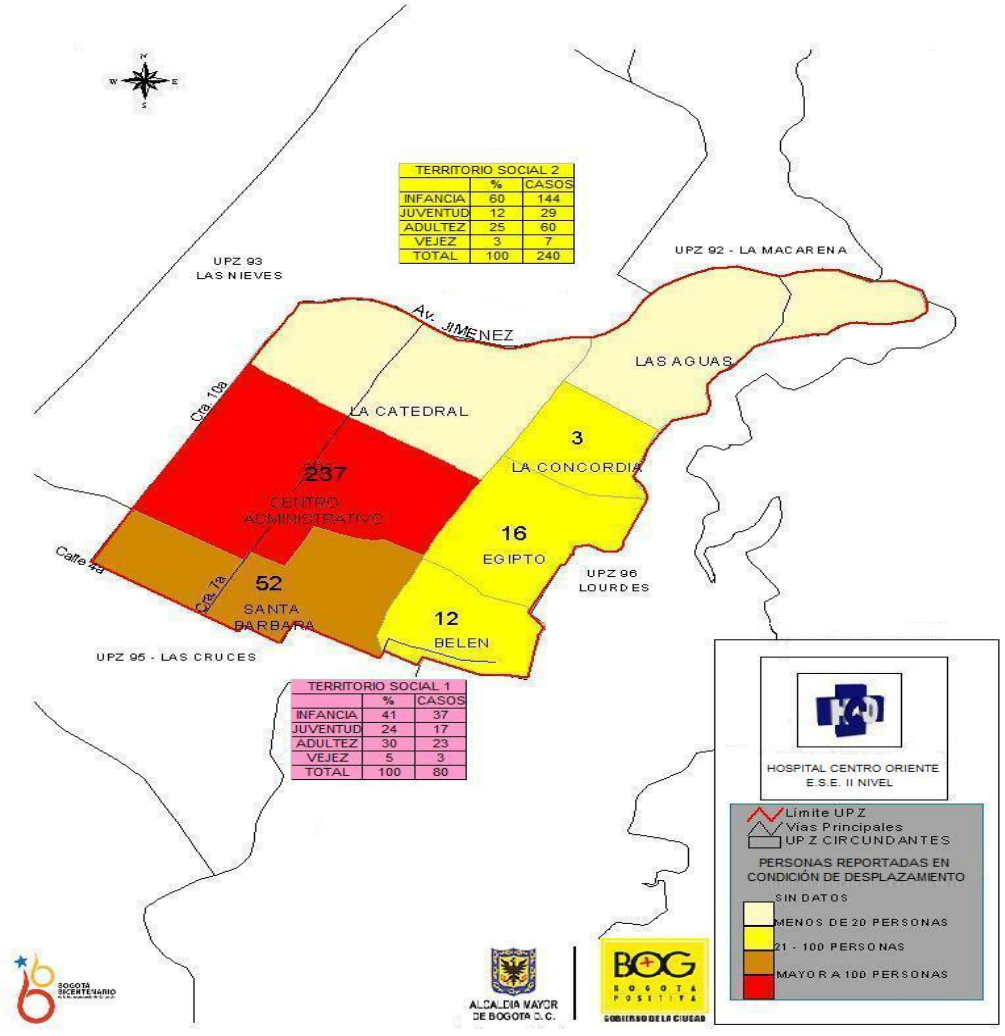 N
W E
S
TERRITORIO SOCIAL 2
% CASOS
INFANCIA 60 144
JUVENTUD 12 29
ADULTEZ 25 60
VEJEZ 3 7
TOTAL 100 240
UPZ 93
LAS NIEVES
UPZ 92 - LA MACARENA
Av. JIMENEZ
LAS AGUAS
Cra. 10a
LA CATEDRAL
3
LA CONCORDIA
237
CENTRO
ADMINISTRATIVO
16
EGIPTO
Calle 4a
Cra. 7a
52
SANTA
BARBARA
UPZ 96
LOURDES
12
BELEN
UPZ 95 - LAS CRUCES
TERRITORIO SOCIAL 1
% CASOS
INFANCIA 41 37
JUVENTUD 24 17
ADULTEZ 30 23
VEJEZ 5 3
TOTAL 100 80
HCO
HOSPITAL CENTRO ORIENTE
E.S.E. II NIVEL
Límite UPZ
Vías Principales
UPZ CIRCUNDANTES
PERSONAS REPORTADAS EN
CONDICIÓN DE DESPLAZAMIENTO
SIN DATOS
MENOS DE 20 PERSONAS
21 - 100 PERSONAS
MAYOR A 100 PERSONAS
BOGOTÁ
BICENTENARIO
ALCALDIA MAYOR
DE BOGOTA D.C.
BOG
BOGOTA
POSITIVA
GOBIERNO DE LA CIUDAD